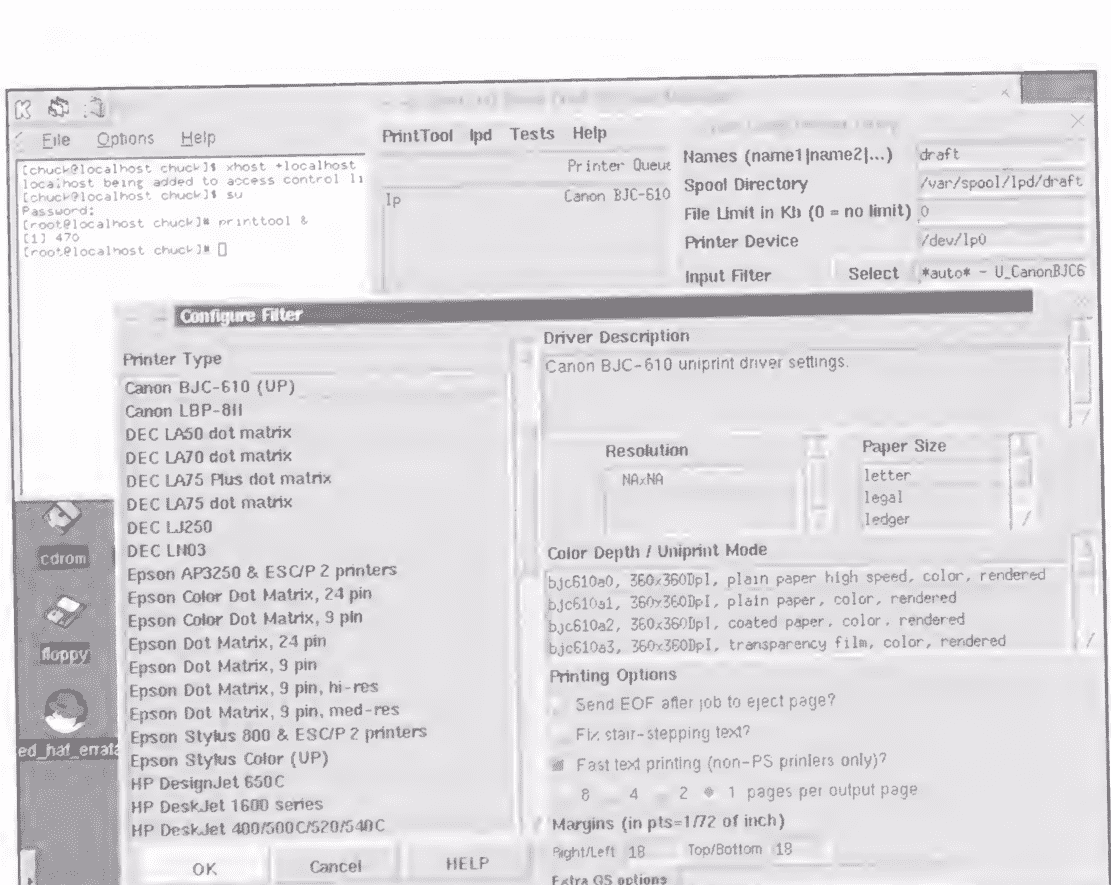 File Options Help
[chuck@localhost chuck]$ xhost +localhost
localhost being added to access control li
[chuck@localhost chuck]$ su
Password:
[root@localhost chuck]# printtool &
[1] 470
[root@localhost chuck]#
PrintTool lpd Tests Help
Printer Queue
lp Canon BJC-610
Names (name1|name2|...) draft
Spool Directory /var/spool/lpd/draft
File Limit in Kb (0 = no limit) 0
Printer Device /dev/lp0
Input Filter Select *auto* - U_CanonBJC6
cdrom
floppy
ed_hat_errata
Configure Filter
Printer Type
Canon BJC-610 (UP)
Canon LBP-8II
DEC LA50 dot matrix
DEC LA70 dot matrix
DEC LA75 Plus dot matrix
DEC LA75 dot matrix
DEC LJ250
DEC LN03
Epson AP3250 & ESC/P 2 printers
Epson Color Dot Matrix, 24 pin
Epson Color Dot Matrix, 9 pin
Epson Dot Matrix, 24 pin
Epson Dot Matrix, 9 pin
Epson Dot Matrix, 9 pin, hi-res
Epson Dot Matrix, 9 pin, med-res
Epson Stylus 800 & ESC/P 2 printers
Epson Stylus Color (UP)
HP DesignJet 650C
HP DeskJet 1600 series
HP DeskJet 400/500C/520/540C
OK Cancel HELP
Driver Description
Canon BJC-610 uniprint driver settings.
Resolution
NAxNA
Paper Size
letter
legal
ledger
Color Depth / Uniprint Mode
bjc610a0, 360x360DpI, plain paper high speed, color, rendered
bjc610a1, 360x360DpI, plain paper, color, rendered
bjc610a2, 360x360DpI, coated paper, color, rendered
bjc610a3, 360x360DpI, transparency film, color, rendered
Printing Options
Send EOF after job to eject page?
Fix stair-stepping text?
Fast text printing (non-PS printers only)?
8 4 2 1 pages per output page
Margins (in pts=1/72 of inch)
Right/Left 18 Top/Bottom 18
Extra GS options